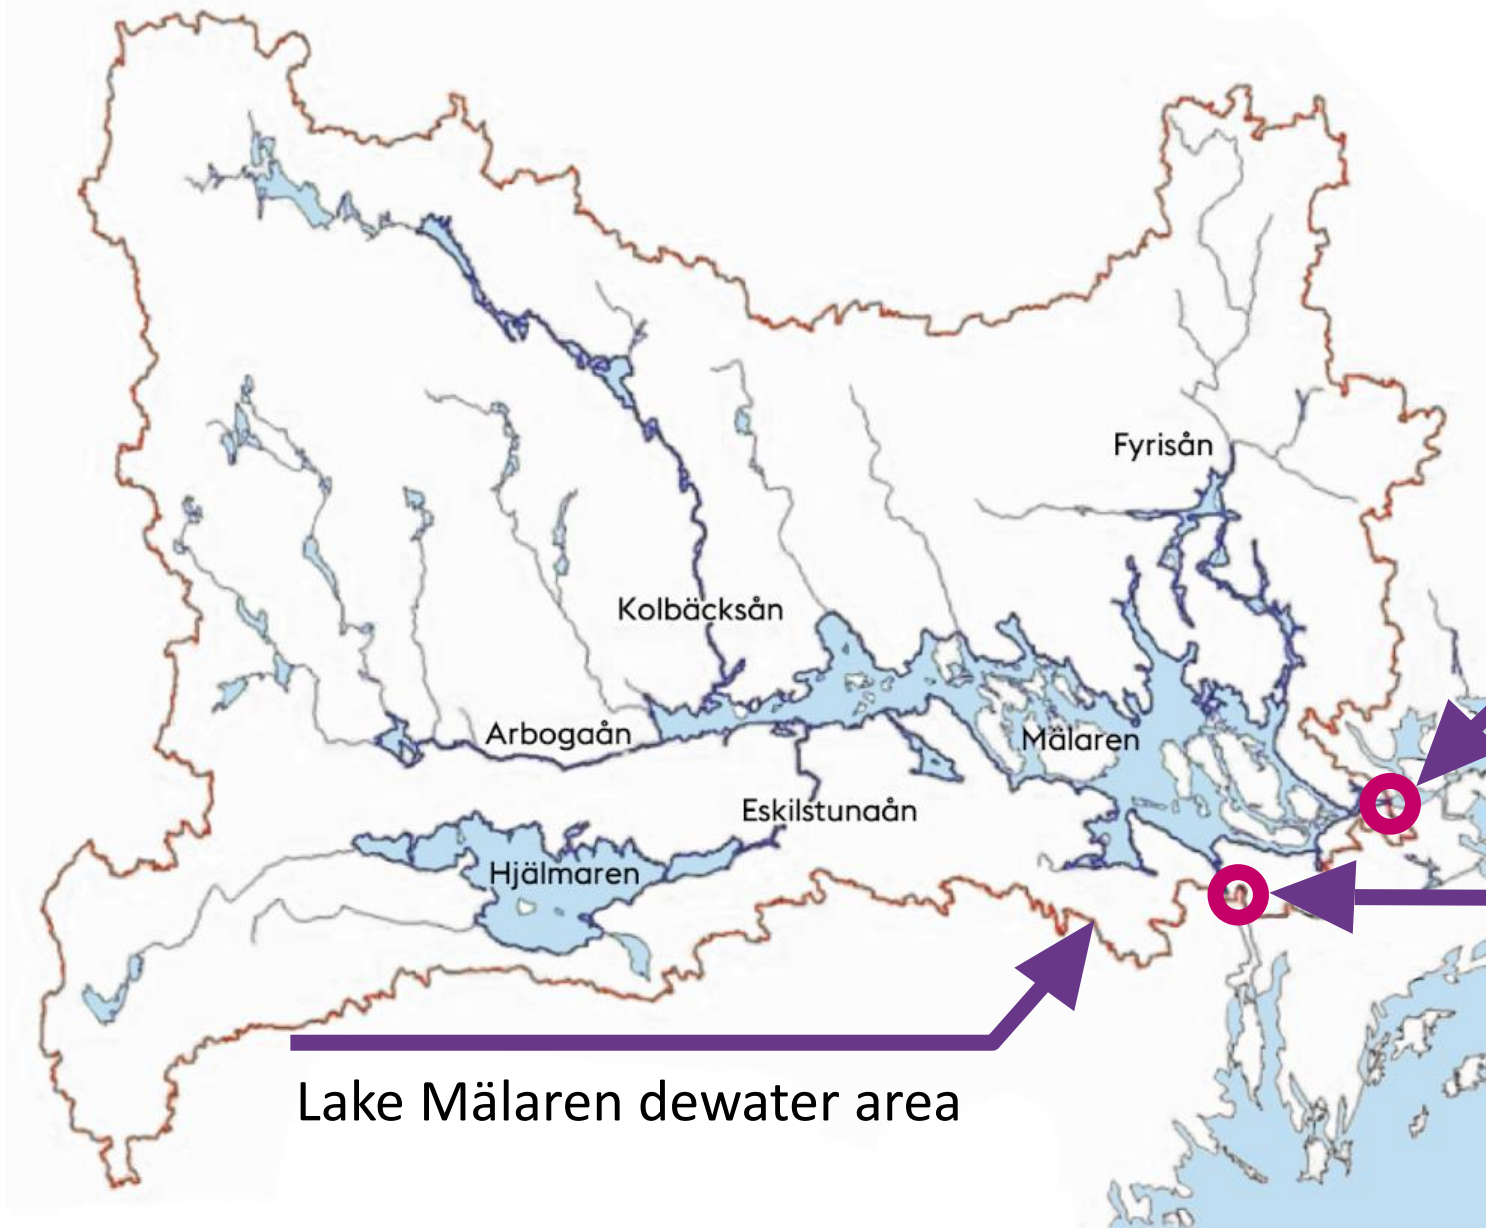 Fyrisån
Kolbäcksån
Arbogaån
Mälaren
Eskilstunaån
Hjälmaren
Lake Mälaren dewater area